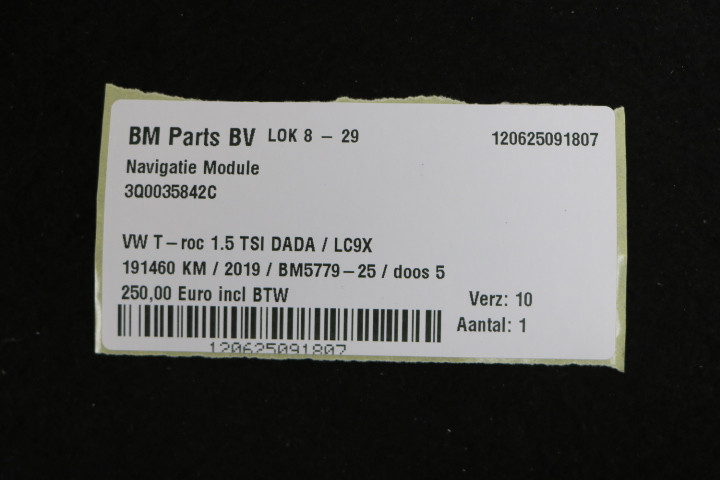 BM Parts BV LOK 8 - 29 120625091807
Navigatie Module
3Q0035842C
VW T-roc 1.5 TSI DADA / LC9X
191460 KM / 2019 / BM5779-25 / doos 5
250,00 Euro incl BTW Verz: 10
Aantal: 1
120625091807